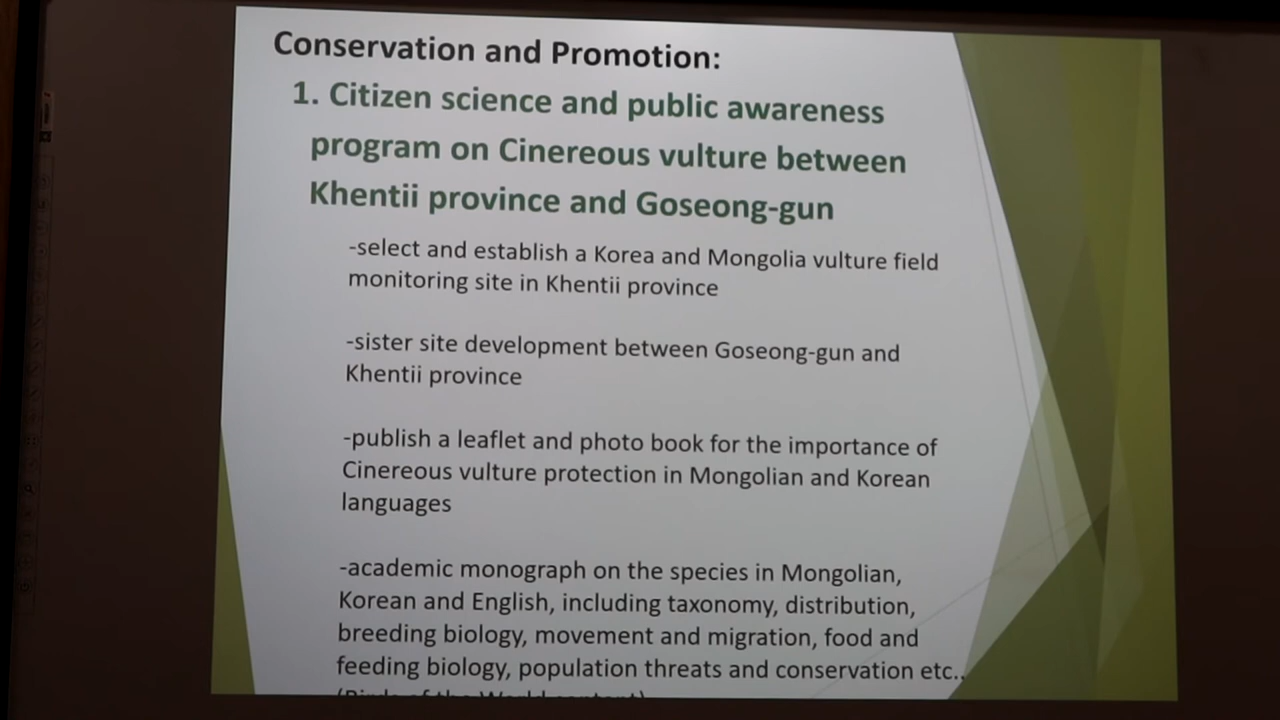 Conservation and Promotion:
1. Citizen science and public awareness
program on Cinereous vulture between
Khentii province and Goseong-gun
-select and establish a Korea and Mongolia vulture field
monitoring site in Khentii province
-sister site development between Goseong-gun and
Khentii province
-publish a leaflet and photo book for the importance of
Cinereous vulture protection in Mongolian and Korean
languages
-academic monograph on the species in Mongolian,
Korean and English, including taxonomy, distribution,
breeding biology, movement and migration, food and
feeding biology, population threats and conservation etc..